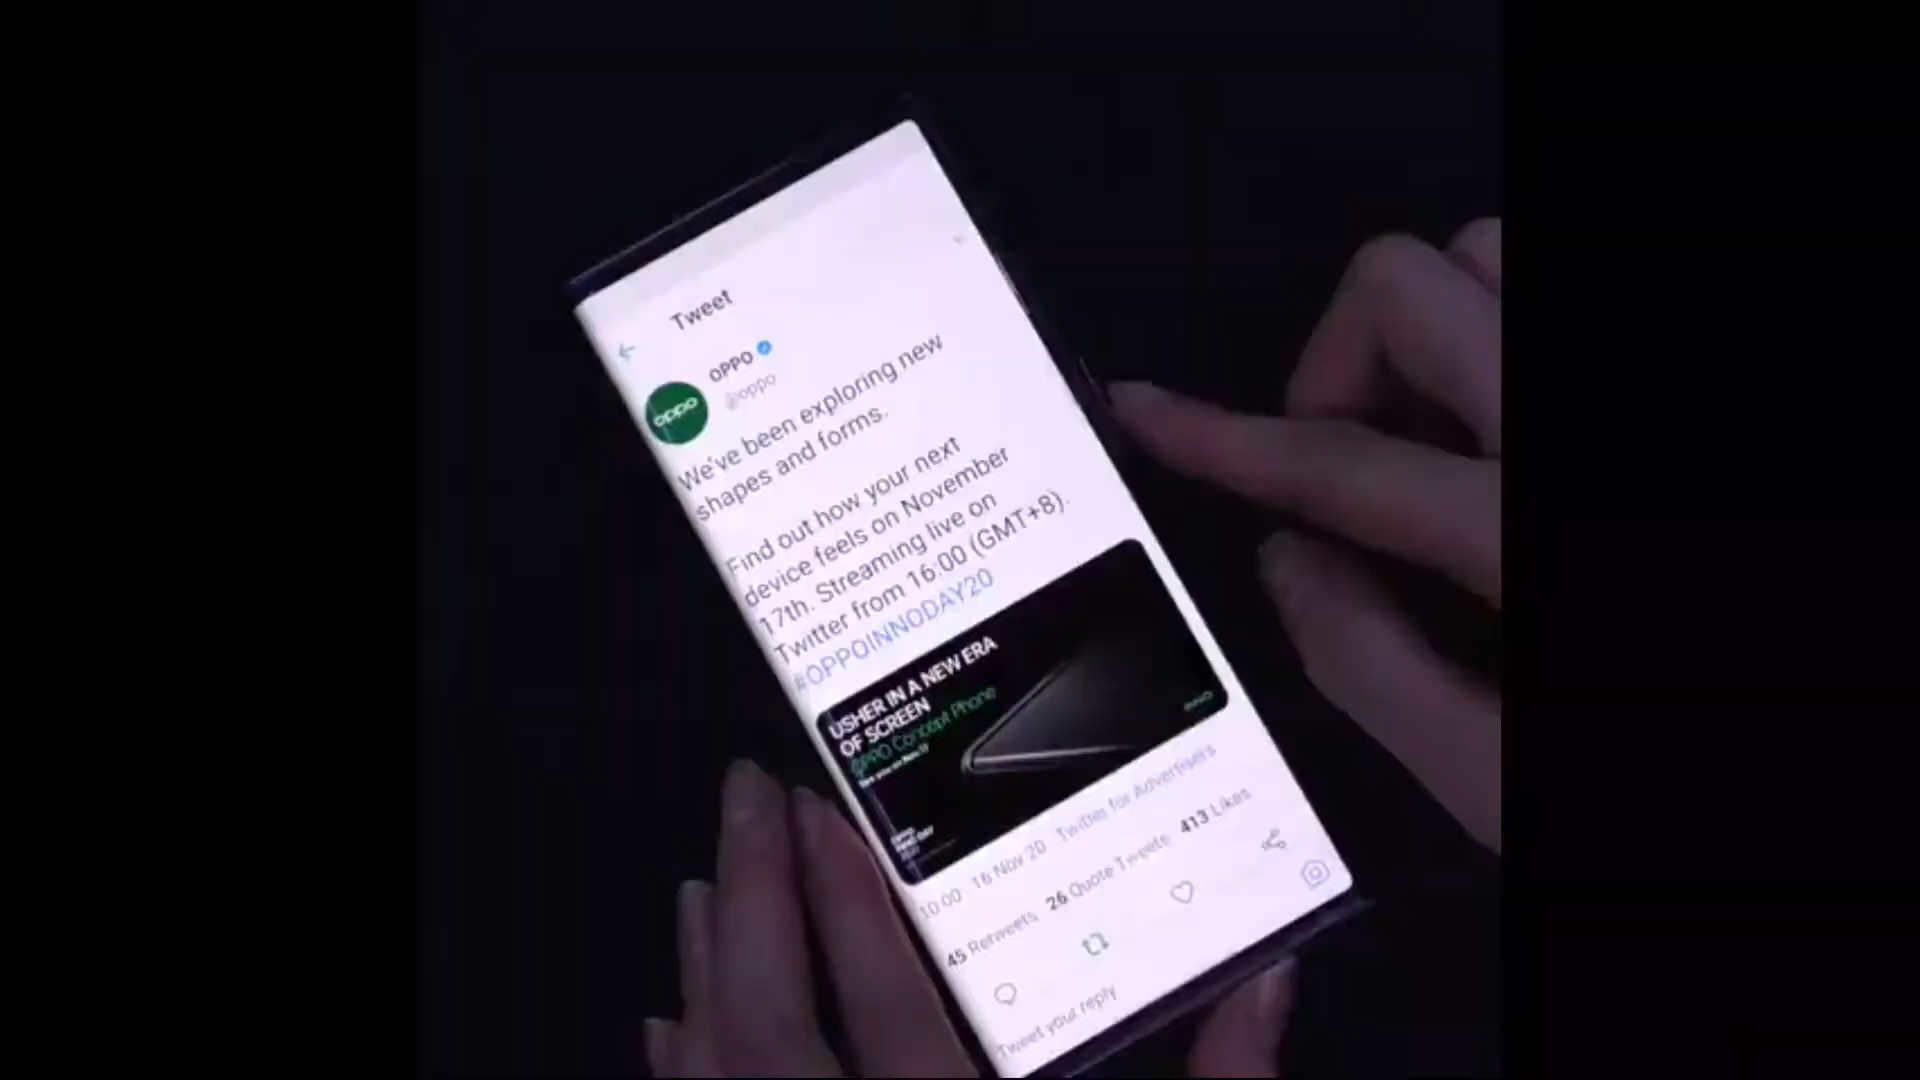 Tweet
OPPO
@oppo
oppo
We've been exploring new
shapes and forms.
Find out how your next
device feels on November
17th. Streaming live on
Twitter from 16:00 (GMT+8).
#OPPOINNODAY20
USHER IN A NEW ERA
OF SCREEN
OPPO Concept Phone
oppo
10:00 16 Nov 20 Twitter for Advertisers
45 Retweets 26 Quote Tweets 413 Likes
Tweet your reply